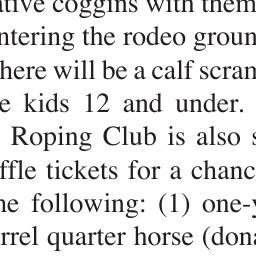 ative coggins with them
ntering the rodeo groun
here will be a calf scram
e kids 12 and under.
Roping Club is also s
ffle tickets for a chanc
he following: (1) one-y
rrel quarter horse (dona